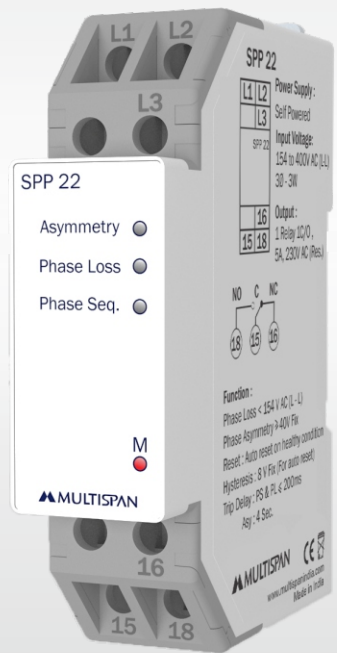 L1 L2
L3
SPP 22
Asymmetry
Phase Loss
Phase Seq.
M
MULTISPAN
16
15 18
SPP 22
L1 L2
L3
SPP 22
16
15 18
Power Supply :
Self Powered
Input Voltage:
154 to 400V AC (L-L)
3Ø - 3W
Output :
1 Relay 1C/O ,
5A, 230V AC (Res.)
NO C NC
18 15 16
Function :
Phase Loss < 154 V AC (L - L)
Phase Asymmetry ≥ 40V Fix
Reset : Auto reset on healthy condition
Hysteresis : 8 V Fix (For auto reset)
Trip Delay : PS & PL ≤ 200ms
Asy : 4 Sec.
MULTISPAN
CE
www.multispanindia.com
Made in India